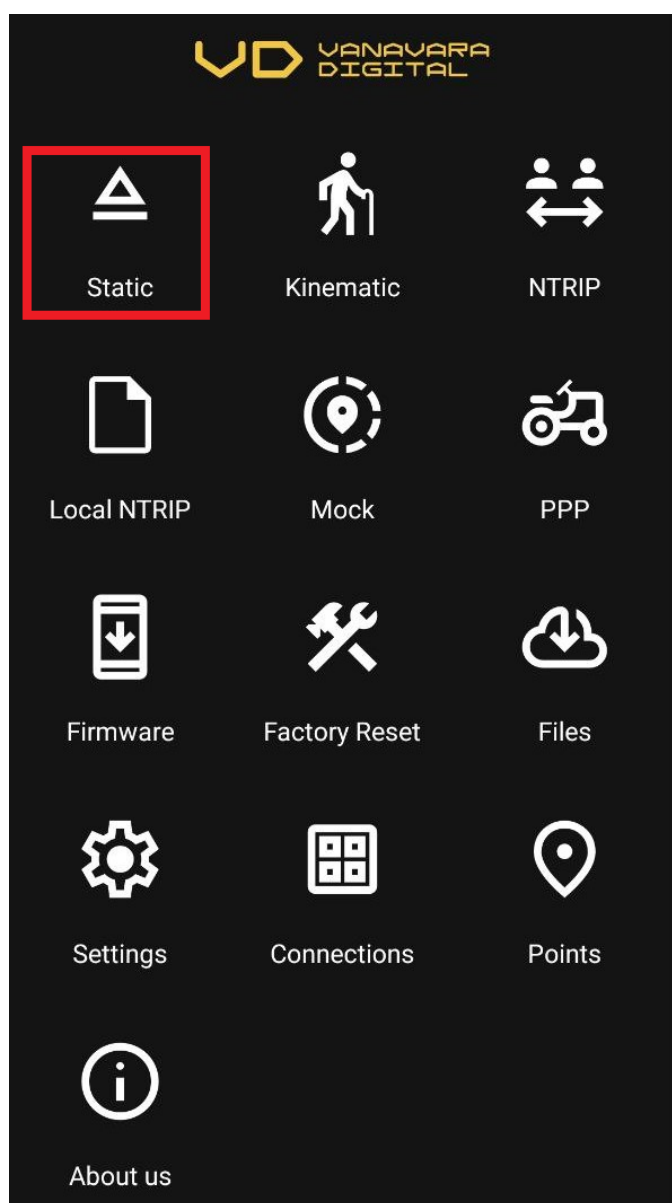 VD VANAVARA
DIGITAL
Static
Kinematic
NTRIP
Local NTRIP
Mock
PPP
Firmware
Factory Reset
Files
Settings
Connections
Points
About us